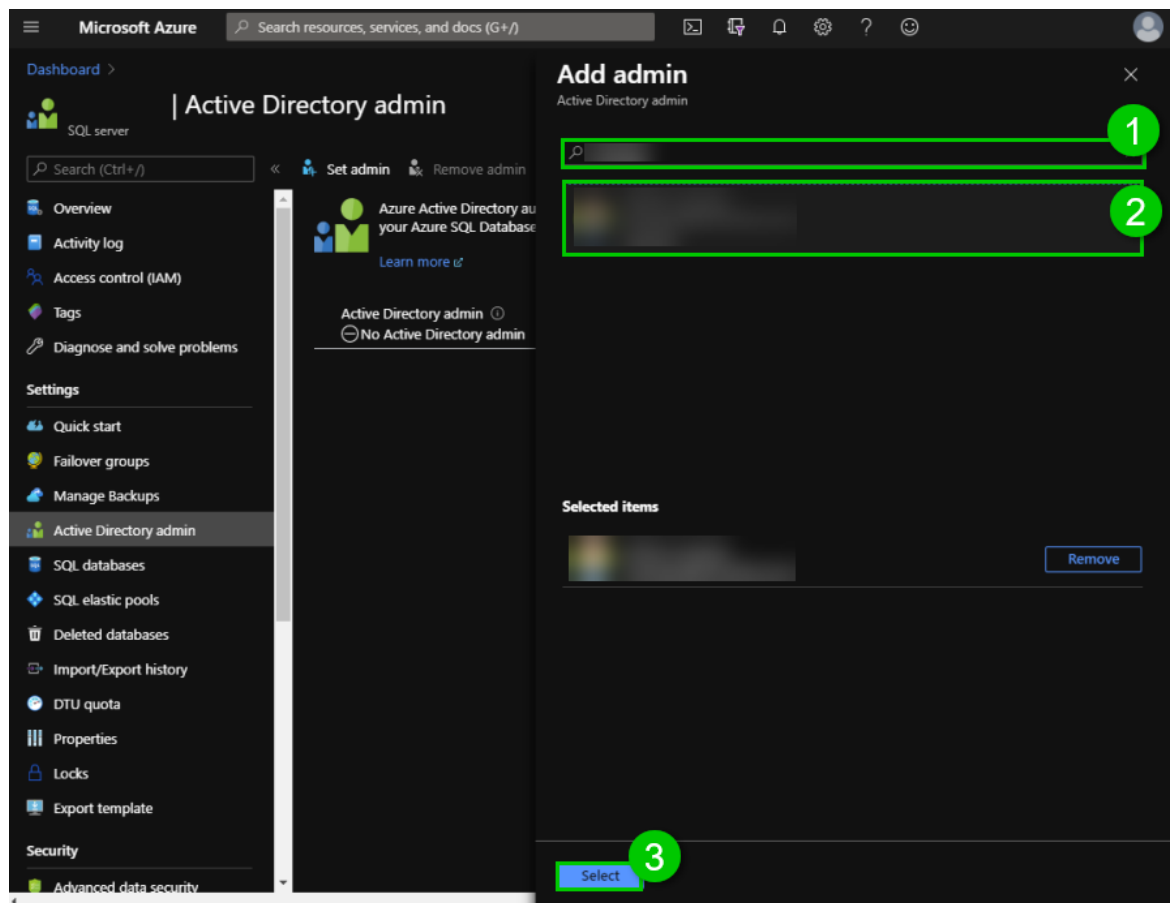 Microsoft Azure
Search resources, services, and docs (G+/)
Dashboard >
| Active Directory admin
SQL server
Search (Ctrl+/)
Overview
Activity log
Access control (IAM)
Tags
Diagnose and solve problems
Settings
Quick start
Failover groups
Manage Backups
Active Directory admin
SQL databases
SQL elastic pools
Deleted databases
Import/Export history
DTU quota
Properties
Locks
Export template
Security
Advanced data security
Set admin
Remove admin
Azure Active Directory au
your Azure SQL Database
Learn more
Active Directory admin
No Active Directory admin
Add admin
Active Directory admin
1
2
Selected items
Remove
Select
3